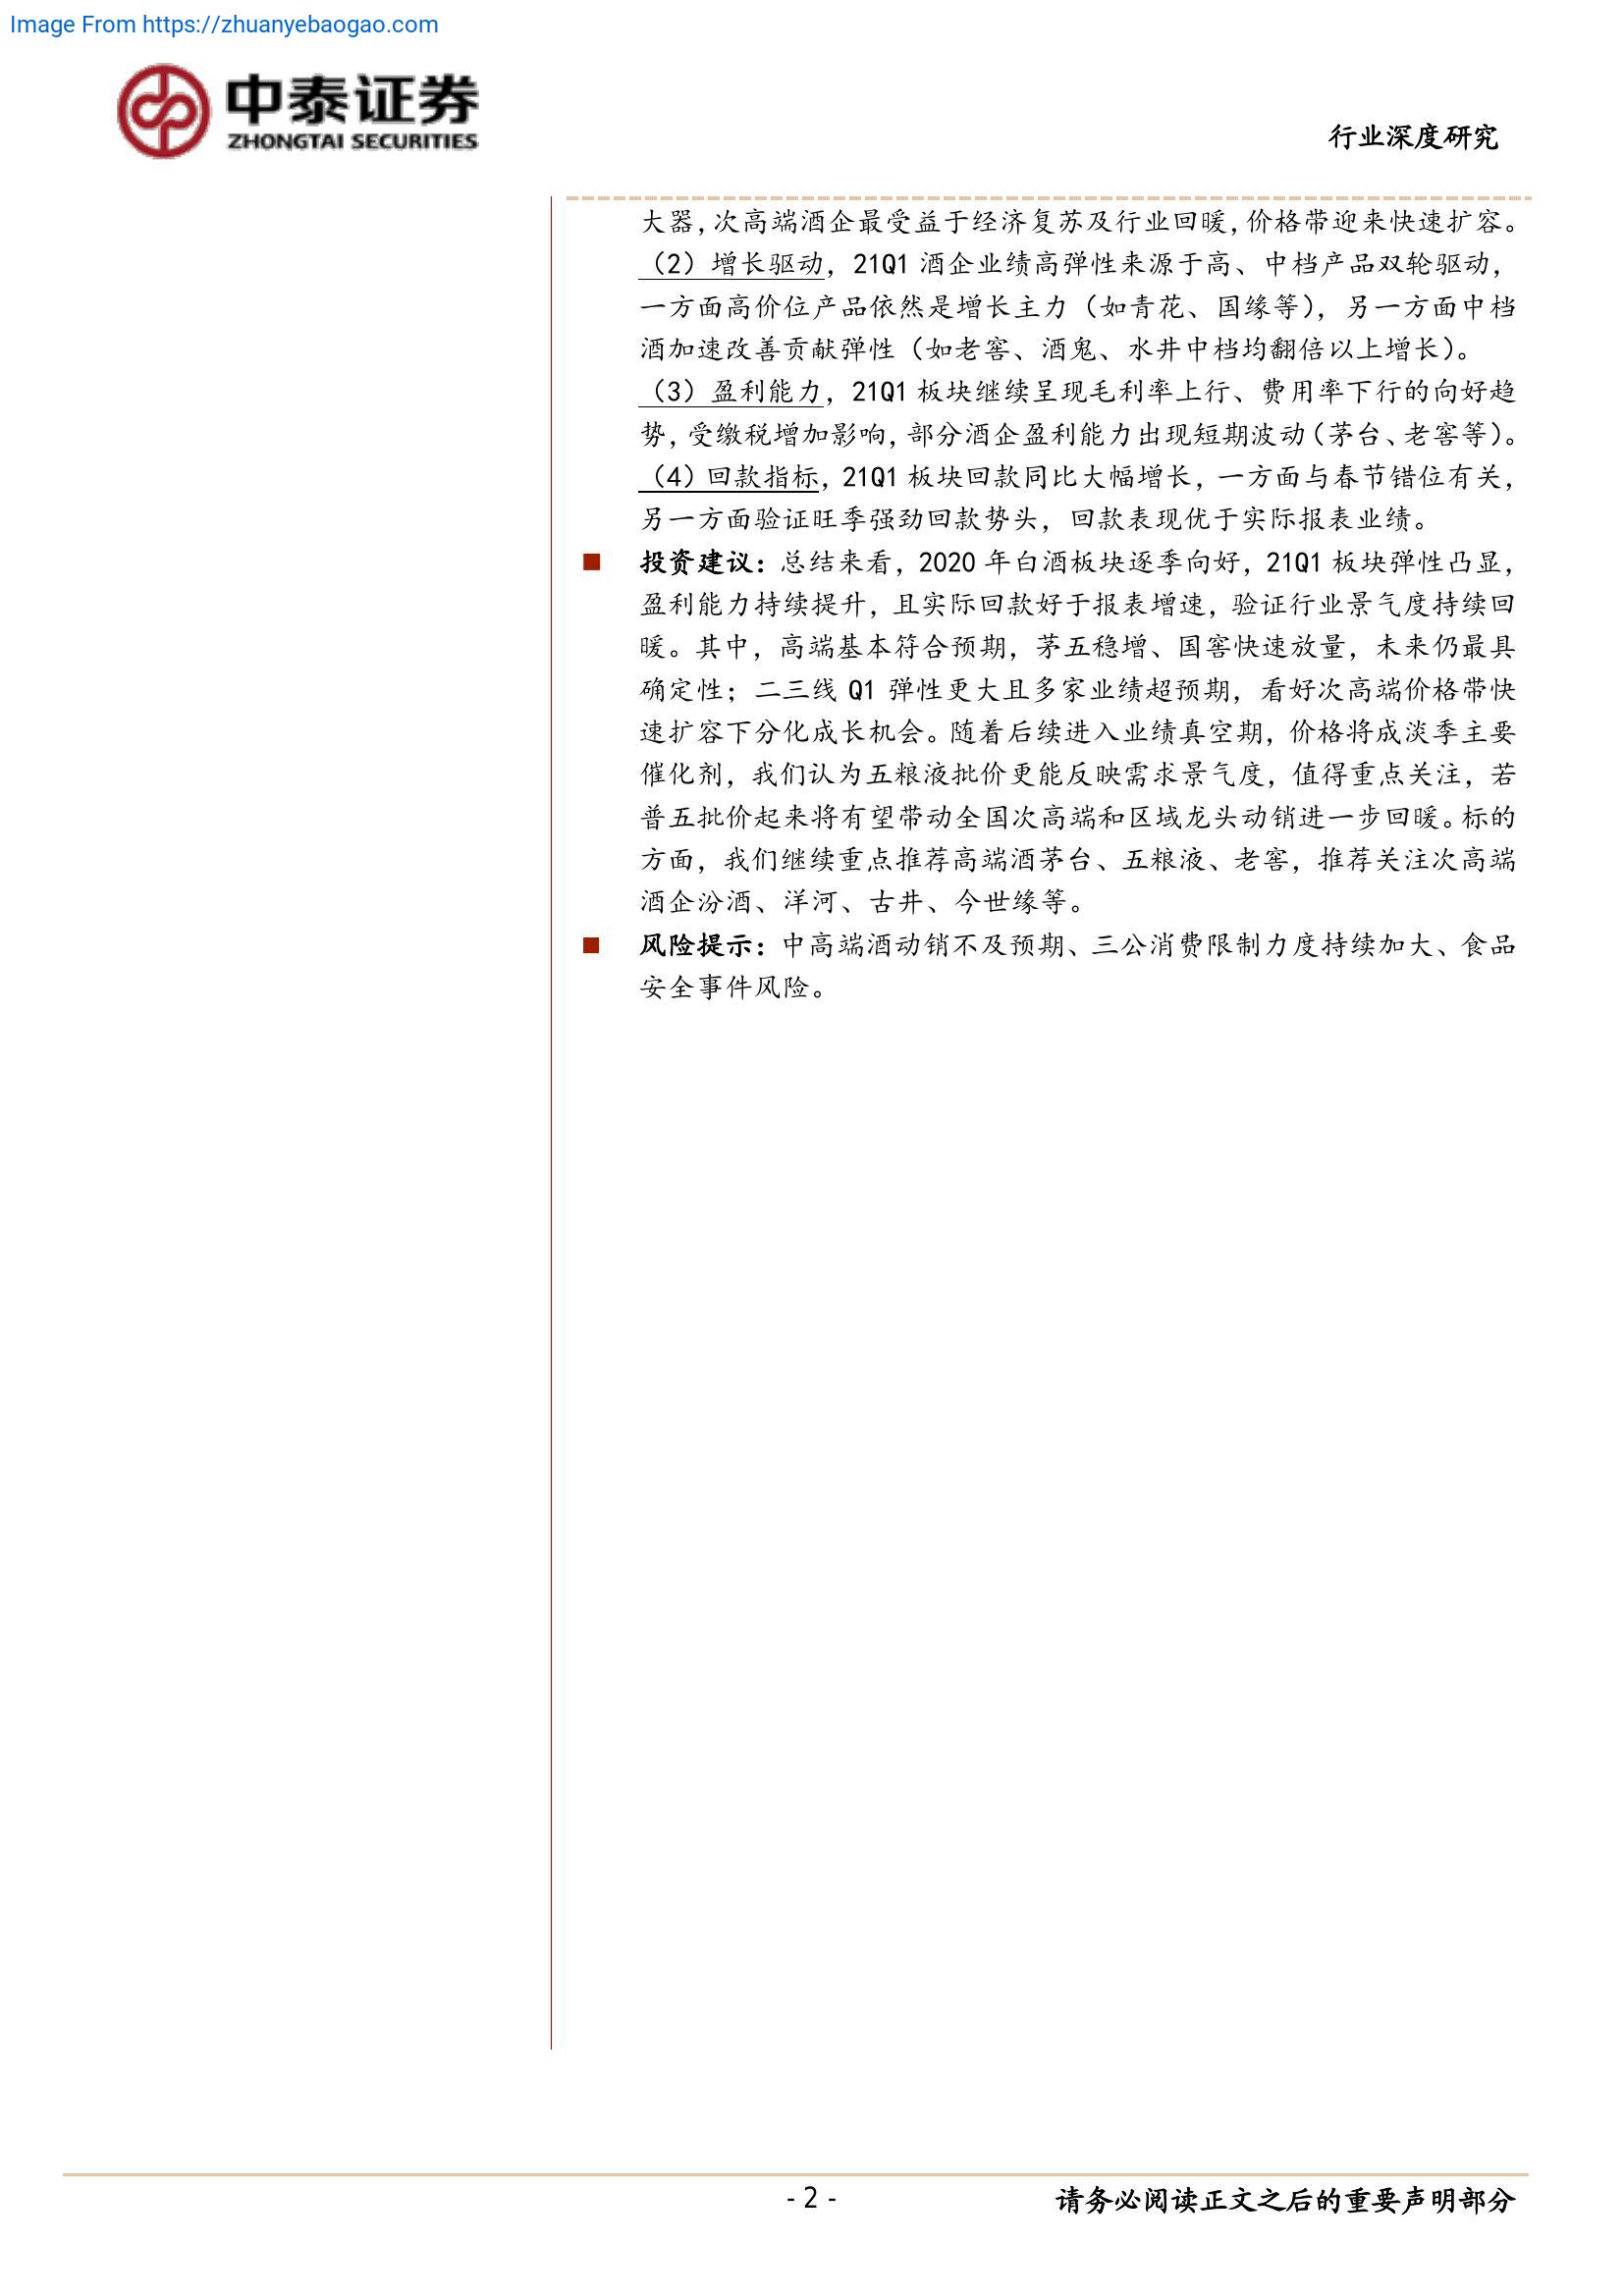 Image From https://zhuanyebaogao.com
中泰证券
ZHONGTAI SECURITIES
行业深度研究
大器，次高端酒企最受益于经济复苏及行业回暖，价格带迎来快速扩容。
（2）增长驱动，21Q1 酒企业绩高弹性来源于高、中档产品双轮驱动，
一方面高价位产品依然是增长主力（如青花、国缘等），另一方面中档
酒加速改善贡献弹性（如老窖、酒鬼、水井中档均翻倍以上增长）。
（3）盈利能力，21Q1 板块继续呈现毛利率上行、费用率下行的向好趋
势，受缴税增加影响，部分酒企盈利能力出现短期波动（茅台、老窖等）。
（4）回款指标，21Q1 板块回款同比大幅增长，一方面与春节错位有关，
另一方面验证旺季强劲回款势头，回款表现优于实际报表业绩。
■ 投资建议：总结来看，2020 年白酒板块逐季向好，21Q1 板块弹性凸显，
盈利能力持续提升，且实际回款好于报表增速，验证行业景气度持续回
暖。其中，高端基本符合预期，茅五稳增、国窖快速放量，未来仍最具
确定性；二三线 Q1 弹性更大且多家业绩超预期，看好次高端价格带快
速扩容下分化成长机会。随着后续进入业绩真空期，价格将成淡季主要
催化剂，我们认为五粮液批价更能反映需求景气度，值得重点关注，若
普五批价起来将有望带动全国次高端和区域龙头动销进一步回暖。标的
方面，我们继续重点推荐高端酒茅台、五粮液、老窖，推荐关注次高端
酒企汾酒、洋河、古井、今世缘等。
■ 风险提示：中高端酒动销不及预期、三公消费限制力度持续加大、食品
安全事件风险。
- 2 -
请务必阅读正文之后的重要声明部分